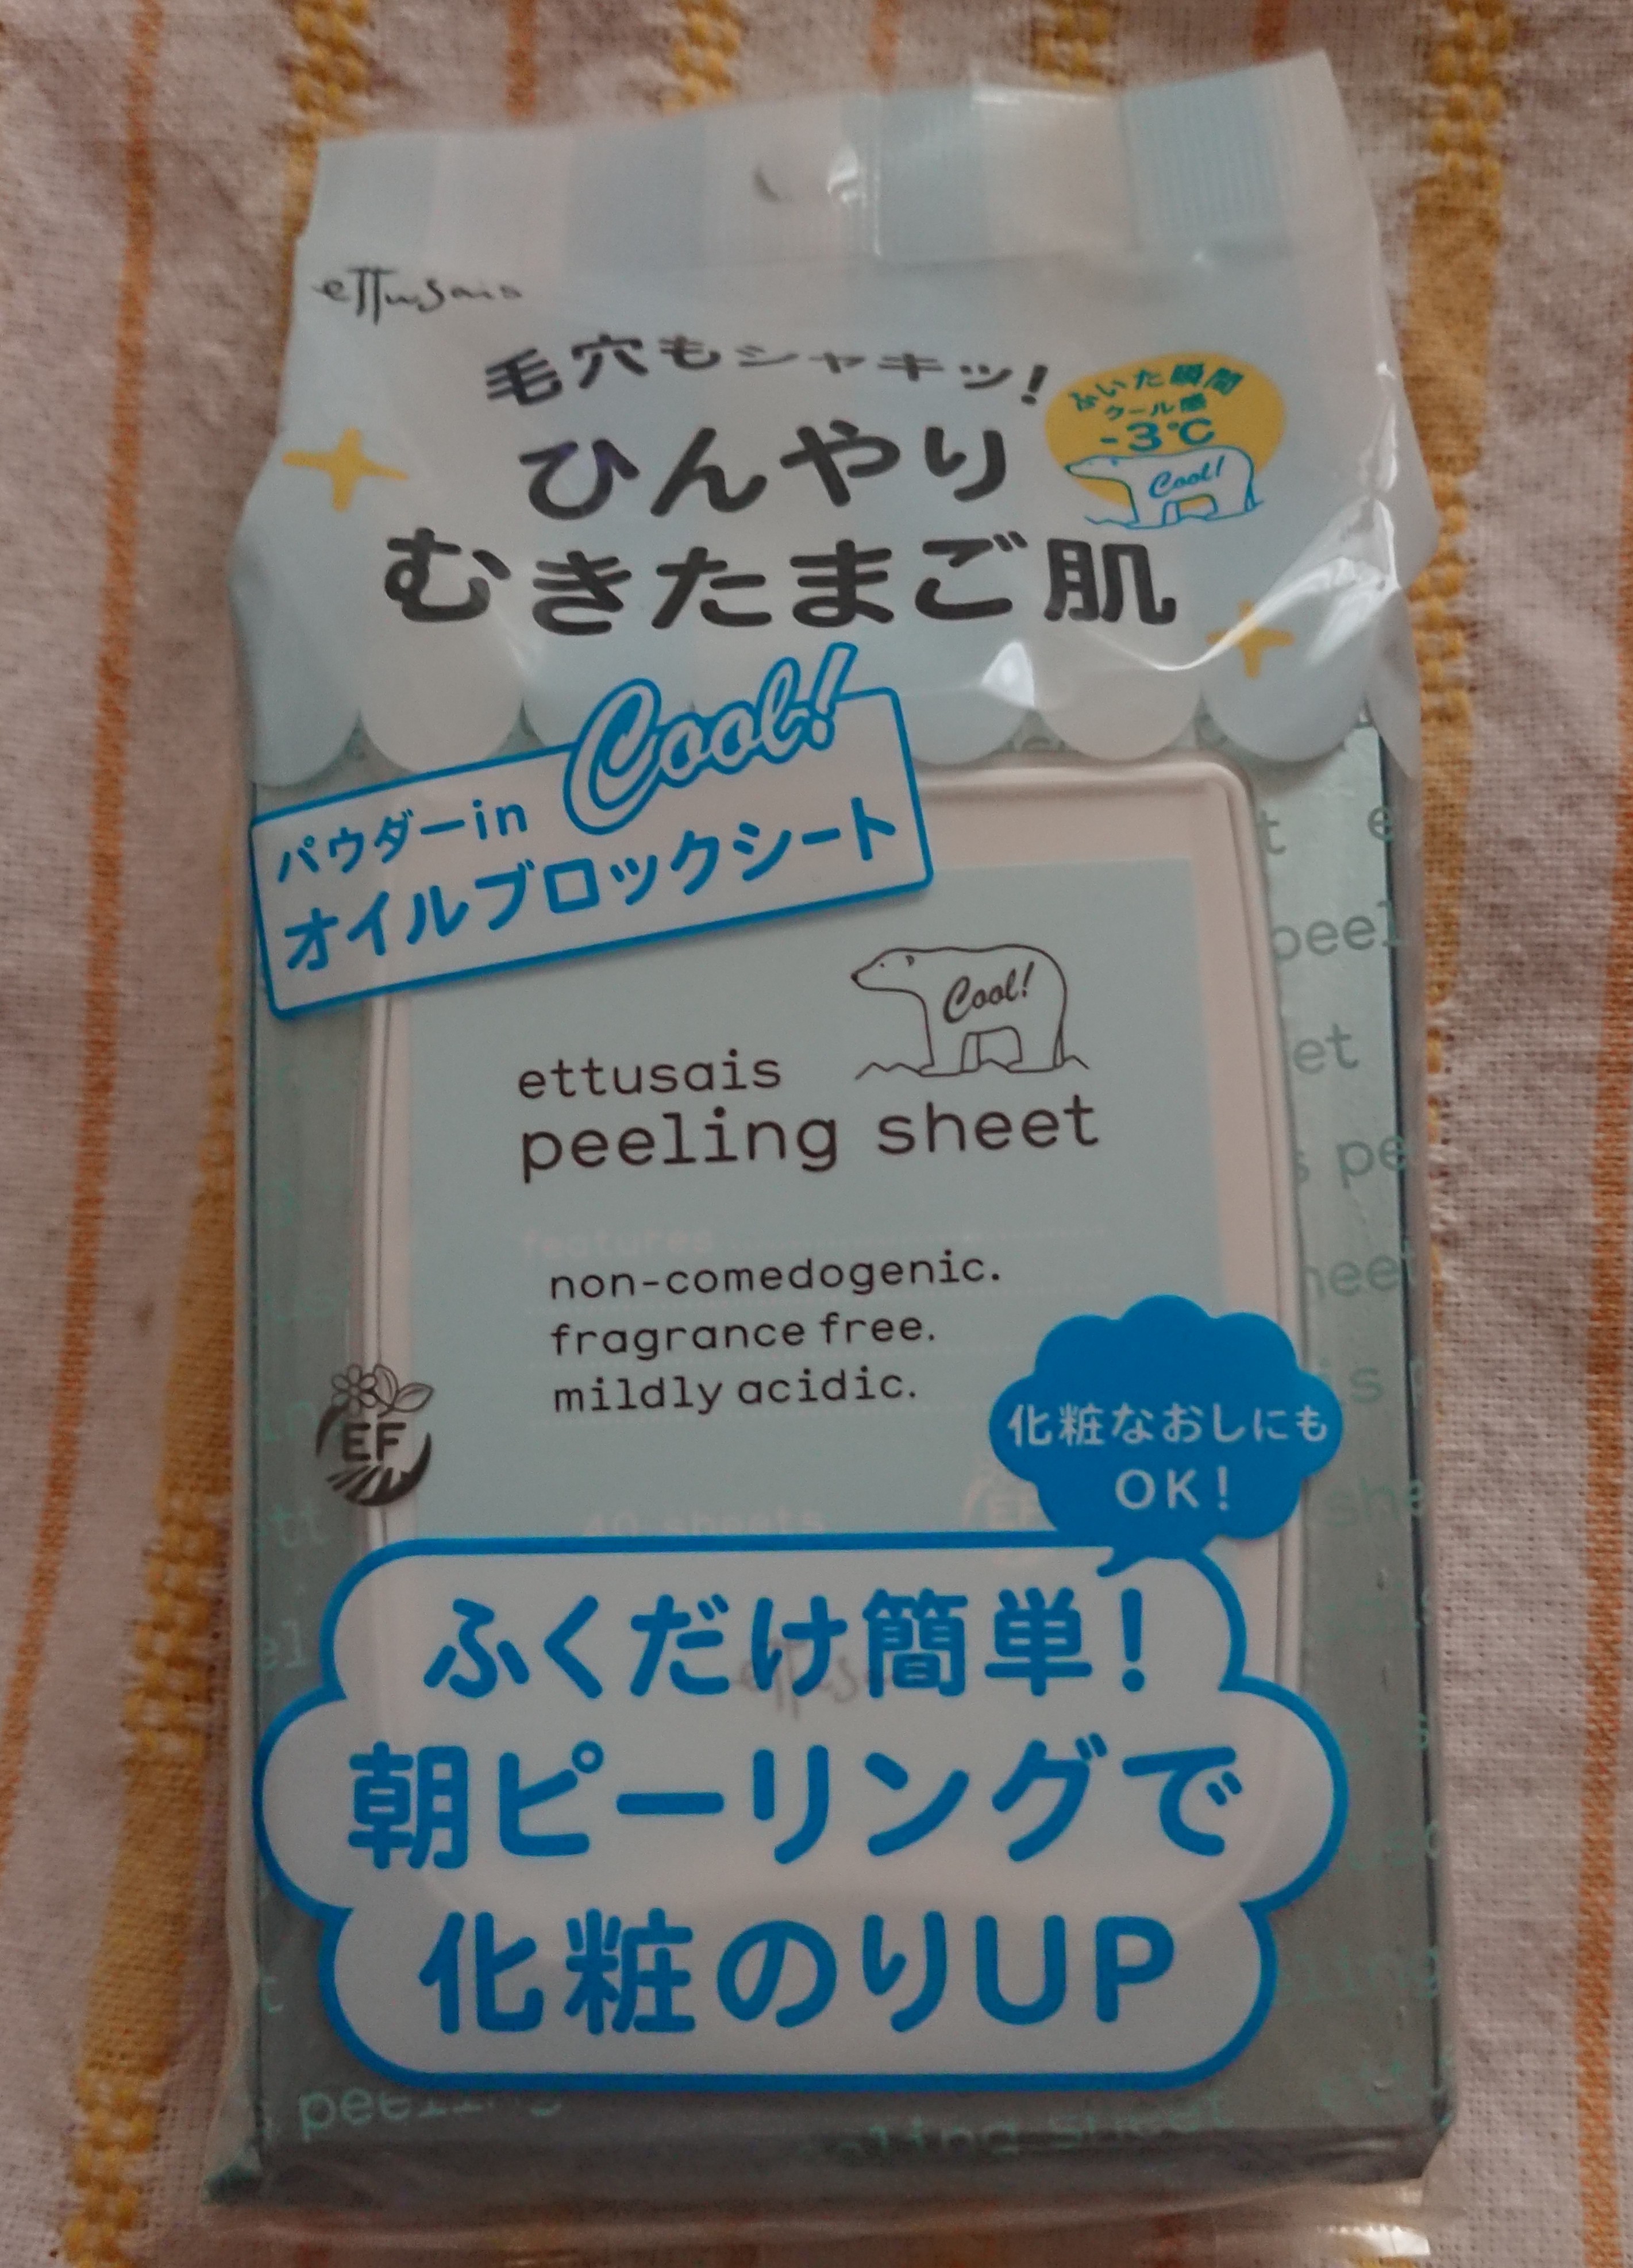 ettusais
毛穴もシャキッ!
ふいた瞬間
クール感
-3℃
Cool!
ひんやり
むきたまご肌
パウダーin Cool!
オイルブロックシート
Cool!
ettusais
peeling sheet
features
non-comedogenic.
fragrance free.
mildly acidic.
EF
化粧なおしにも
OK!
40 sheets
ふくだけ簡単!
朝ピーリングで
化粧のりUP